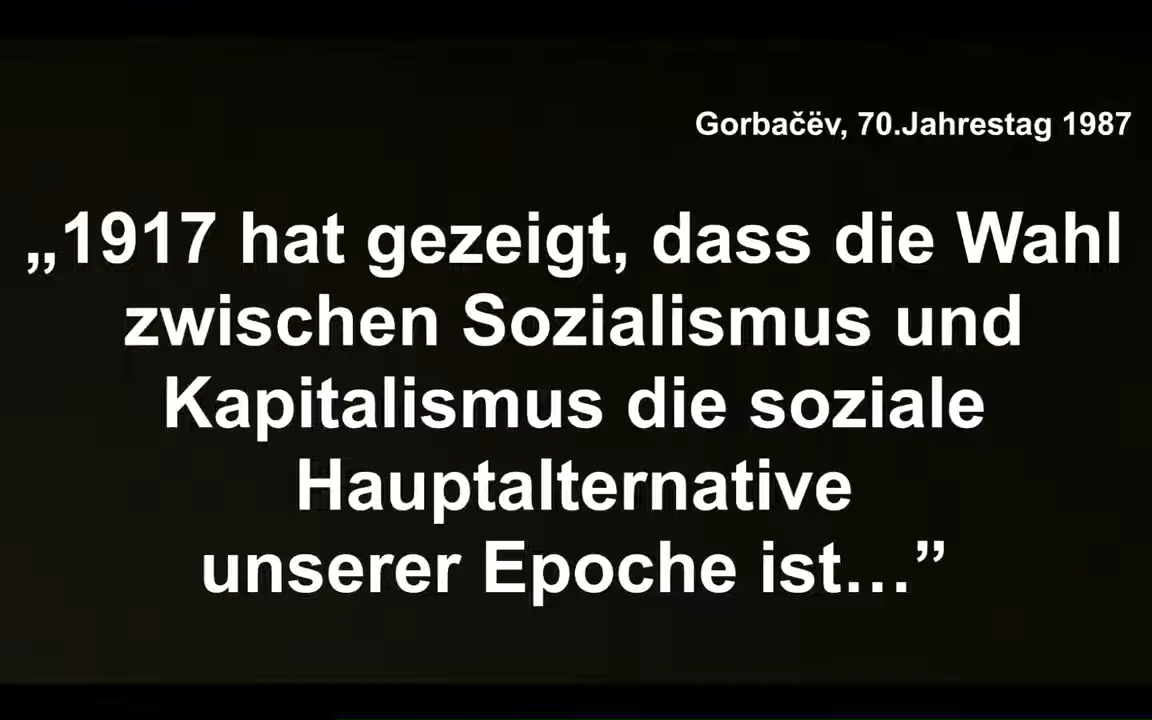 Gorbačëv, 70.Jahrestag 1987
„1917 hat gezeigt, dass die Wahl
zwischen Sozialismus und
Kapitalismus die soziale
Hauptalternative
unserer Epoche ist…”